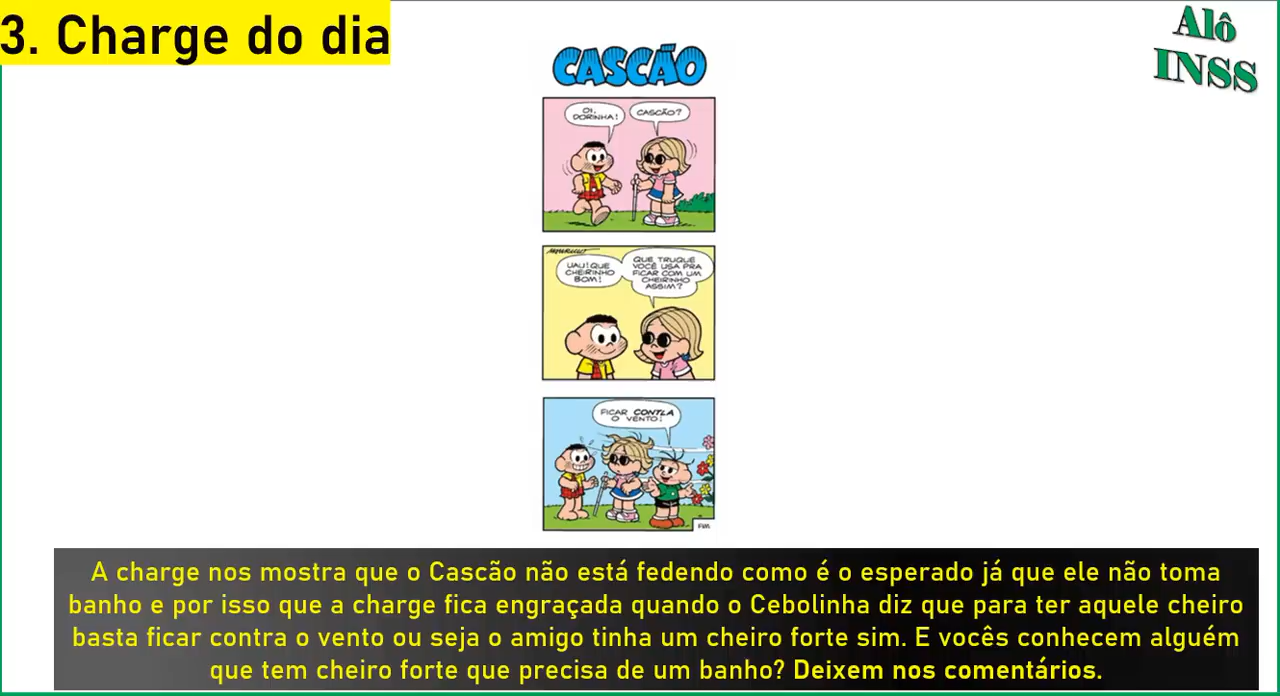 3. Charge do dia
Alô
INSS
CASCÃO
OI,
DORINHA!
CASCÃO?
UAU! QUE
CHEIRINHO
BOM!
QUE TRUQUE
VOCÊ USA PRA
FICAR COM UM
CHEIRINHO
ASSIM?
FICAR CONTLA
O VENTO!
FIM
A charge nos mostra que o Cascão não está fedendo como é o esperado já que ele não toma
banho e por isso que a charge fica engraçada quando o Cebolinha diz que para ter aquele cheiro
basta ficar contra o vento ou seja o amigo tinha um cheiro forte sim. E vocês conhecem alguém
que tem cheiro forte que precisa de um banho? Deixem nos comentários.